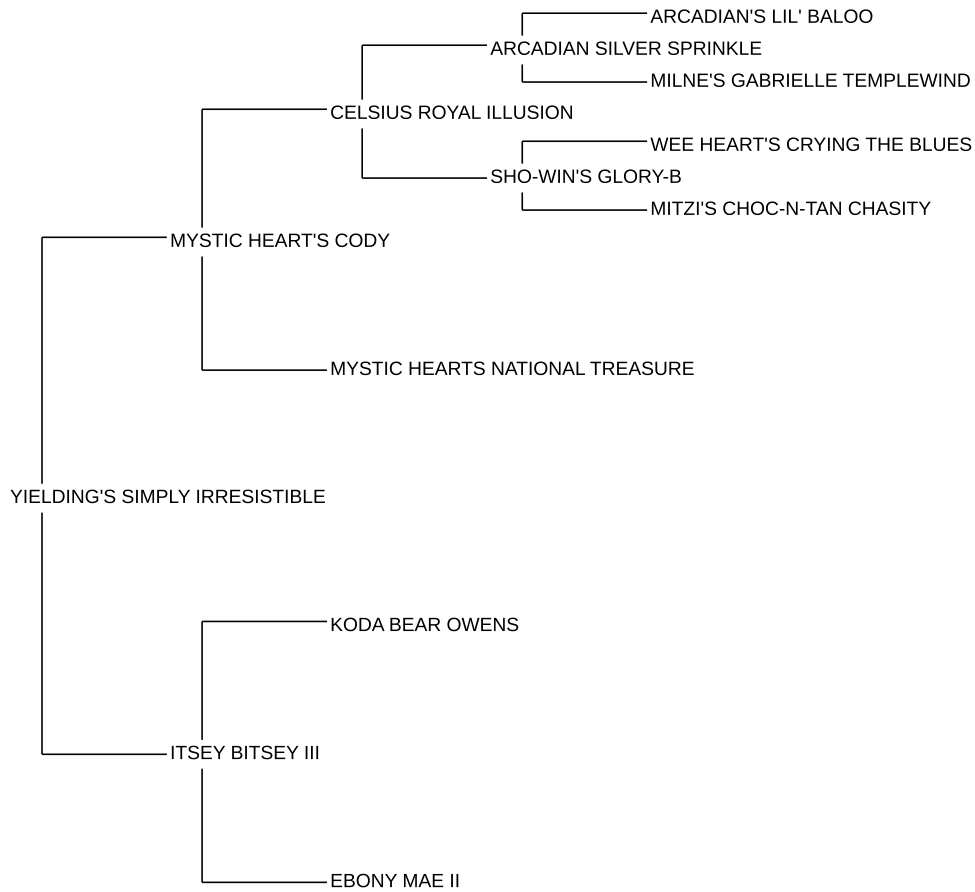 ARCADIAN'S LIL' BALOO
ARCADIAN SILVER SPRINKLE
MILNE'S GABRIELLE TEMPLEWIND
CELSIUS ROYAL ILLUSION
WEE HEART'S CRYING THE BLUES
SHO-WIN'S GLORY-B
MITZI'S CHOC-N-TAN CHASITY
MYSTIC HEART'S CODY
MYSTIC HEARTS NATIONAL TREASURE
YIELDING'S SIMPLY IRRESISTIBLE
KODA BEAR OWENS
ITSEY BITSEY III
EBONY MAE II